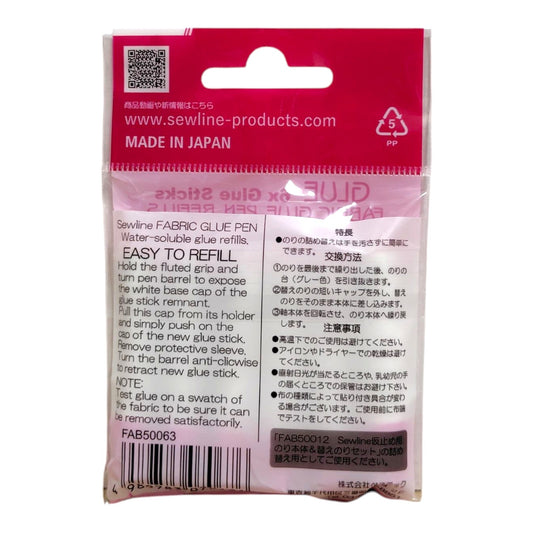 商品動画や新情報はこちら
www.sewline-products.com
MADE IN JAPAN
5
PP
GLUE 6x Glue Sticks
FABRIC GLUE PEN REFILLS
Sewline FABRIC GLUE PEN
Water-soluble glue refills.
EASY TO REFILL
Hold the fluted grip and
turn pen barrel to expose
the white base cap of the
glue stick remnant.
Pull this cap from its holder
and simply push on the
cap of the new glue stick.
Remove protective sleeve.
Turn the barrel anti-clicwise
to retract new glue stick.
NOTE:
Test glue on a swatch of
the fabric to be sure it can
be removed satisfactorily.
FAB50063
特長
●のりの詰め替えは手を汚さずに簡単に
できます。
交換方法
①のりを最後まで繰り出した後、のりの
台（グレー色）を引き抜きます。
②替えのりの短いキャップを外し、替え
のりをそのまま本体に差し込みます。
③軸本体を回転させ、のり本体へ繰り戻
します。
注意事項
●高温下でのご使用は避けてください。
●アイロンやドライヤーでの乾燥は避け
てください。
●直射日光が当たるところや、乳幼児の手
の届くところでの保管はお避け下さい。
●布の種類によって貼り付き具合が変わ
る場合がございます。ご使用前に布端
でテストをしてください。
「FAB50012 Sewline仮止め用
のり本体&替えのりセット」の詰め
替え用としてご使用ください。
株式会社